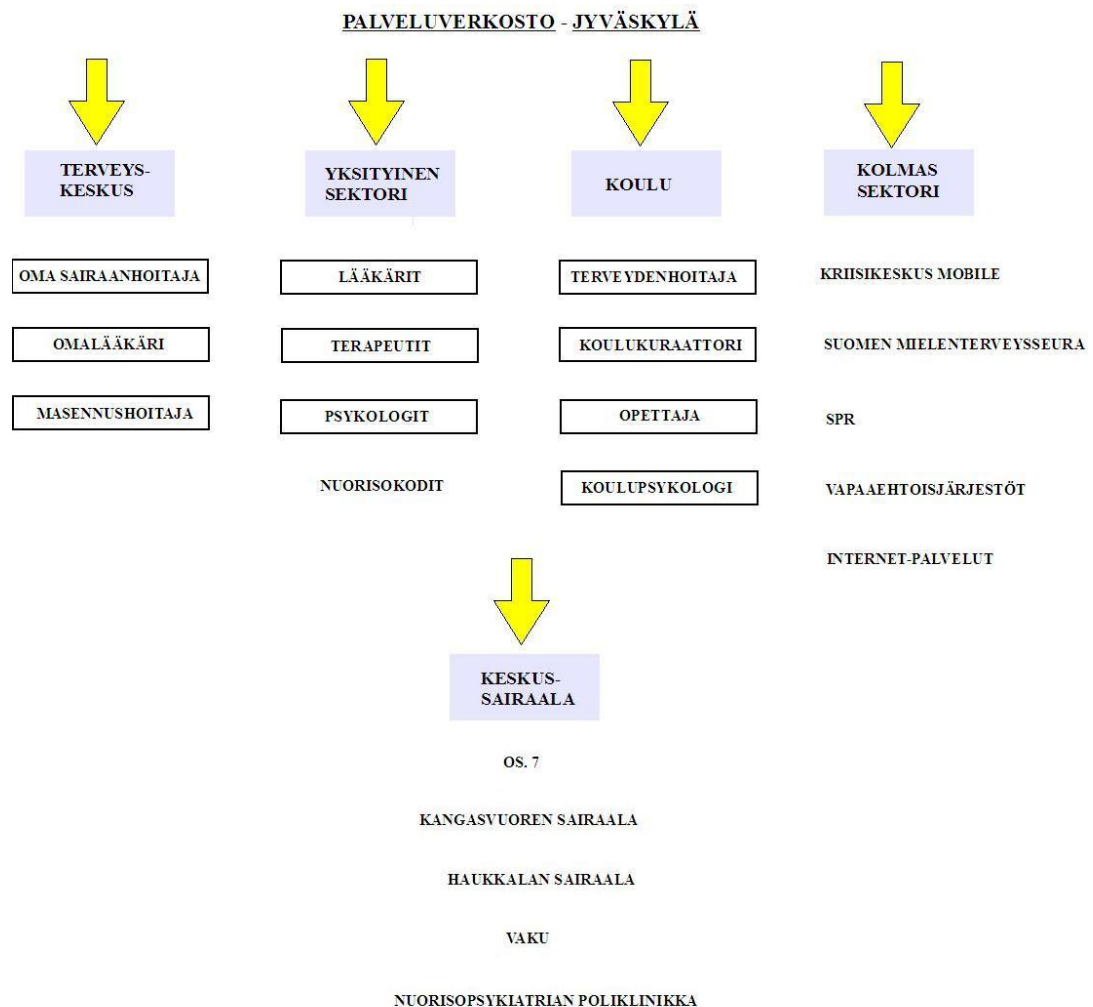 PALVELUVERKOSTO - JYVÄSKYLÄ
TERVEYS-
KESKUS
OMA SAIRAANHOITAJA
OMALÄÄKÄRI
MASENNUSHOITAJA
YKSITYINEN
SEKTORI
LÄÄKÄRIT
TERAPEUTIT
PSYKOLOGIT
NUORISOKODIT
KOULU
TERVEYDENHOITAJA
KOULUKURAATTORI
OPETTAJA
KOULUPSYKOLOGI
KOLMAS
SEKTORI
KRIISIKESKUS MOBILE
SUOMEN MIELENTERVEYSSEURA
SPR
VAPAAEHTOISJÄRJESTÖT
INTERNET-PALVELUT
KESKUS-
SAIRAALA
OS. 7
KANGASVUOREN SAIRAALA
HAUKKALAN SAIRAALA
VAKU
NUORISOPSYKIATRIAN POLIKLINIKKA